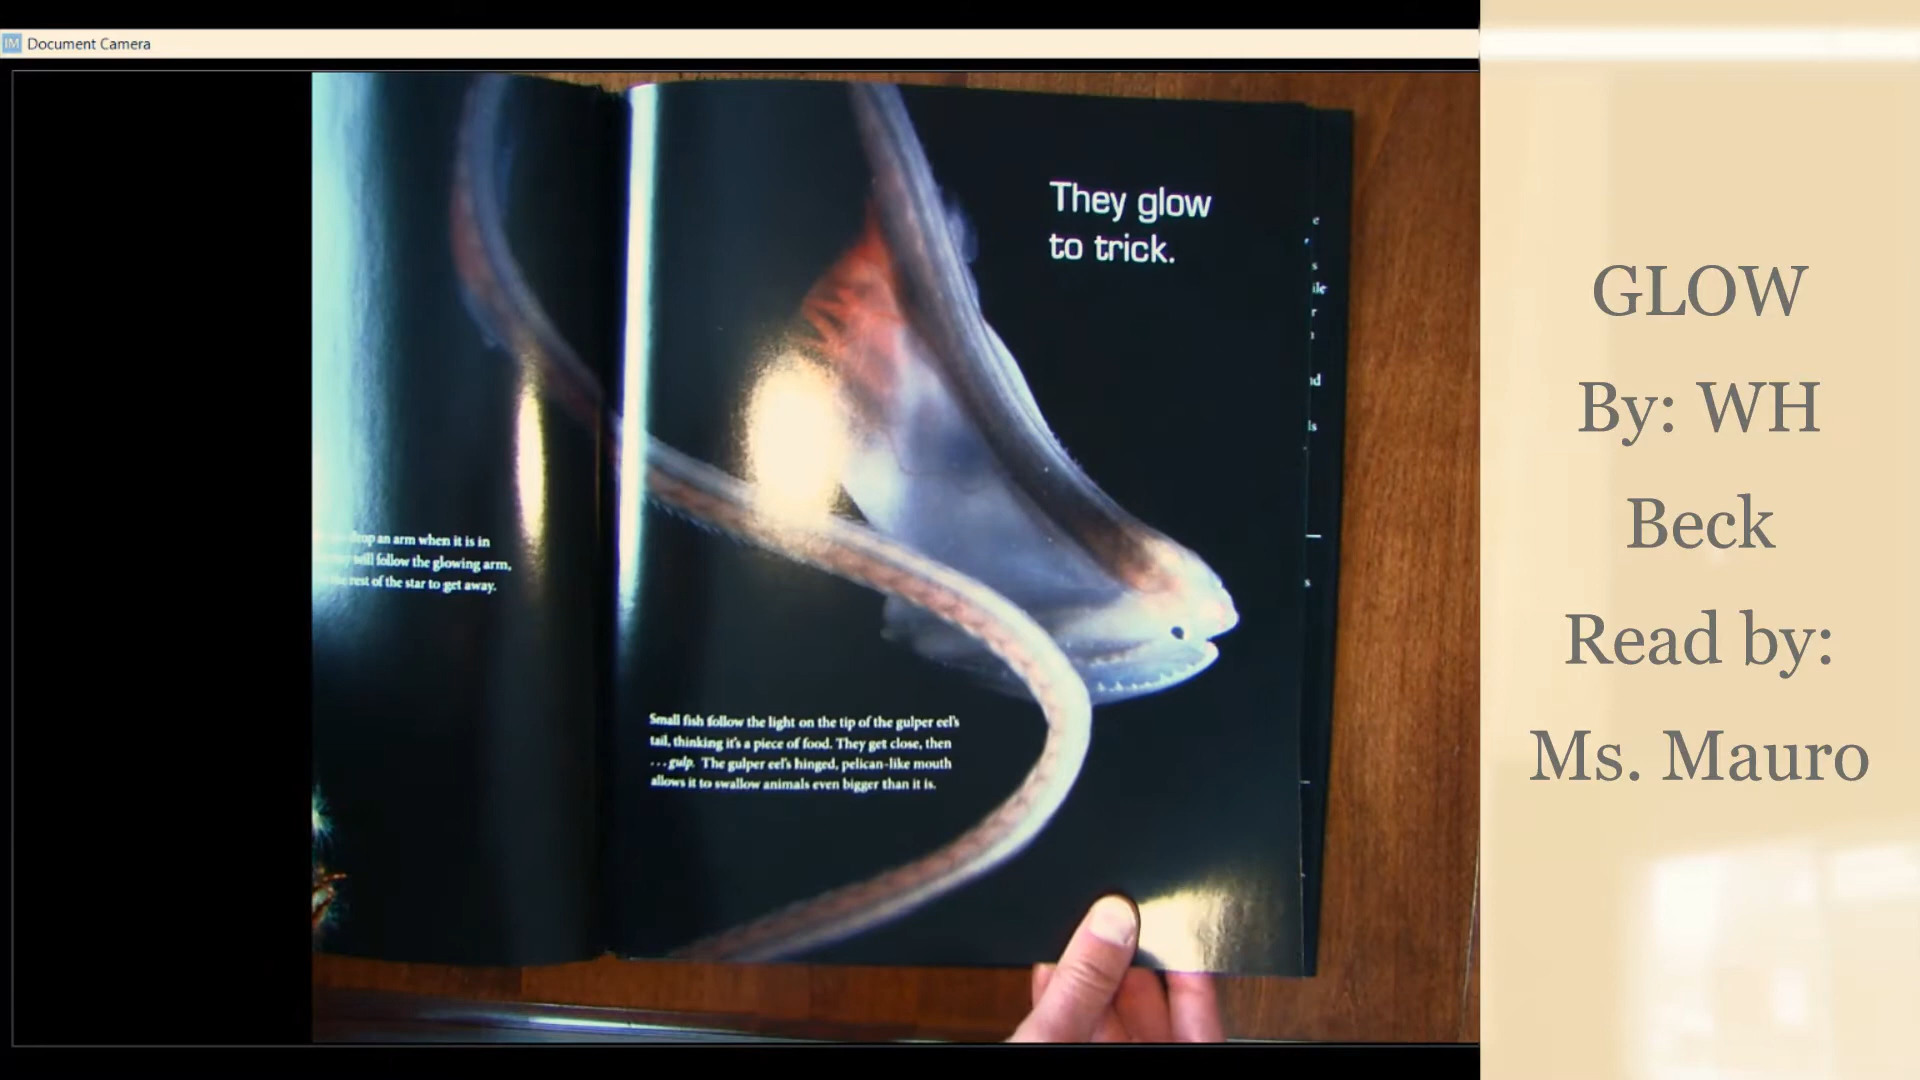 IM Document Camera
They glow
to trick.
an arm when it is in
will follow the glowing arm,
rest of the star to get away.
Small fish follow the light on the tip of the gulper eel's
tail, thinking it's a piece of food. They get close, then
...gulp. The gulper eel's hinged, pelican-like mouth
allows it to swallow animals even bigger than it is.
GLOW
By: WH
Beck
Read by:
Ms. Mauro